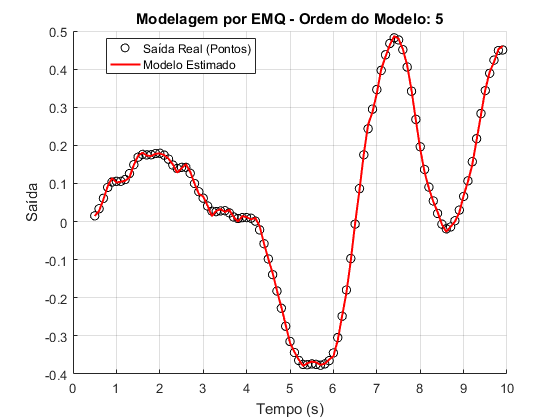 Modelagem por EMQ - Ordem do Modelo: 5
Saída Real (Pontos)
Modelo Estimado
0.5
0.4
0.3
0.2
0.1
0
-0.1
-0.2
-0.3
-0.4
Saída
0 1 2 3 4 5 6 7 8 9 10
Tempo (s)